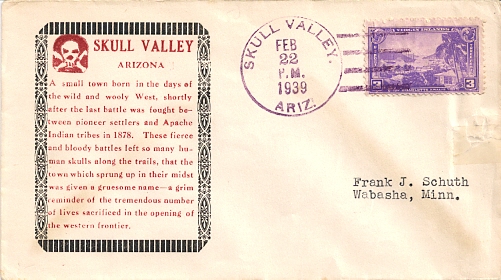 SKULL VALLEY
ARIZONA
A small town born in the days of
the wild and wooly West, shortly
after the last battle was fought be-
tween pioneer settlers and Apache
Indian tribes in 1878. These fierce
and bloody battles left so many hu-
man skulls along the trails, that the
town which sprung up in their midst
was given a gruesome name—a grim
reminder of the tremendous number
of lives sacrificed in the opening of
the western frontier.
SKULL VALLEY,
FEB
22
P.M.
1939
ARIZ.
VIRGIN ISLANDS
3 3
Frank J. Schuth
Wabasha, Minn.